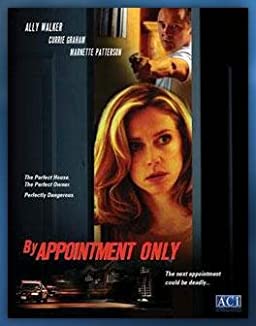 ALLY WALKER
CURRIE GRAHAM
MARNETTE PATTERSON
The Perfect House.
The Perfect Owner.
Perfectly Dangerous.
By APPOINTMENT ONLY
The next appointment
could be deadly...
ACI